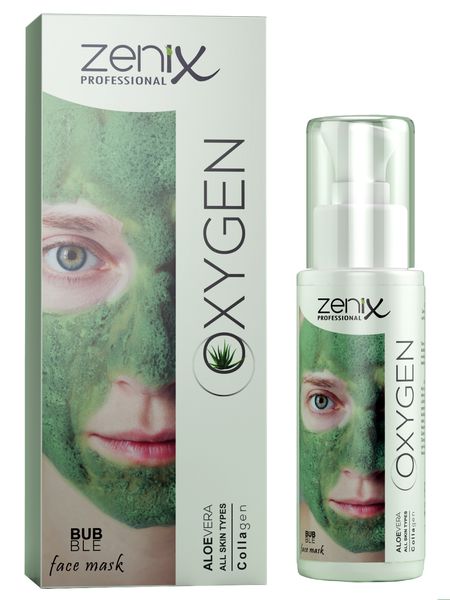 zenix
PROFESSIONAL
OXYGEN
BUB
BLE
face mask
ALOEVERA
ALL SKIN TYPES
Collagen
zenix
PROFESSIONAL
OXYGEN
BUB
BLE
face mask
ALOEVERA
ALL SKIN TYPES
Collagen